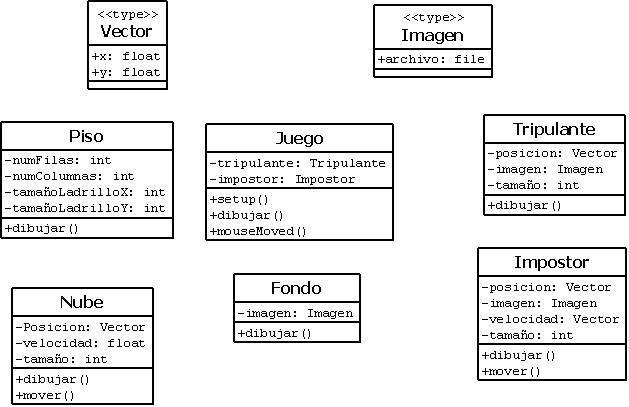 <<type>>
Vector
+x: float
+y: float
<<type>>
Imagen
+archivo: file
Piso
-numFilas: int
-numColumnas: int
-tamañoLadrilloX: int
-tamañoLadrilloY: int
+dibujar()
Juego
-tripulante: Tripulante
-impostor: Impostor
+setup()
+dibujar()
+mouseMoved()
Tripulante
-posicion: Vector
-imagen: Imagen
-tamaño: int
+dibujar()
Nube
-Posicion: Vector
-velocidad: float
-tamaño: int
+dibujar()
+mover()
Fondo
-imagen: Imagen
+dibujar()
Impostor
-posicion: Vector
-imagen: Imagen
-velocidad: Vector
-tamaño: int
+dibujar()
+mover()